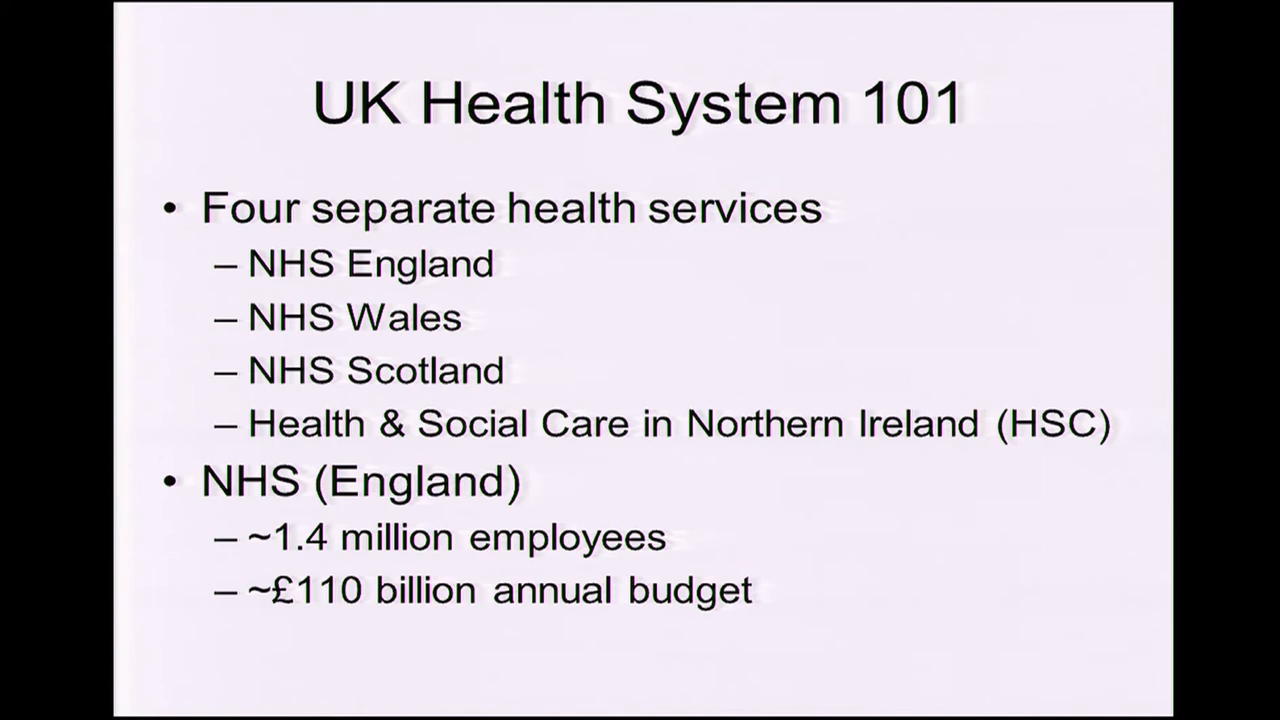 UK Health System 101
• Four separate health services
– NHS England
– NHS Wales
– NHS Scotland
– Health & Social Care in Northern Ireland (HSC)
• NHS (England)
– ~1.4 million employees
– ~£110 billion annual budget